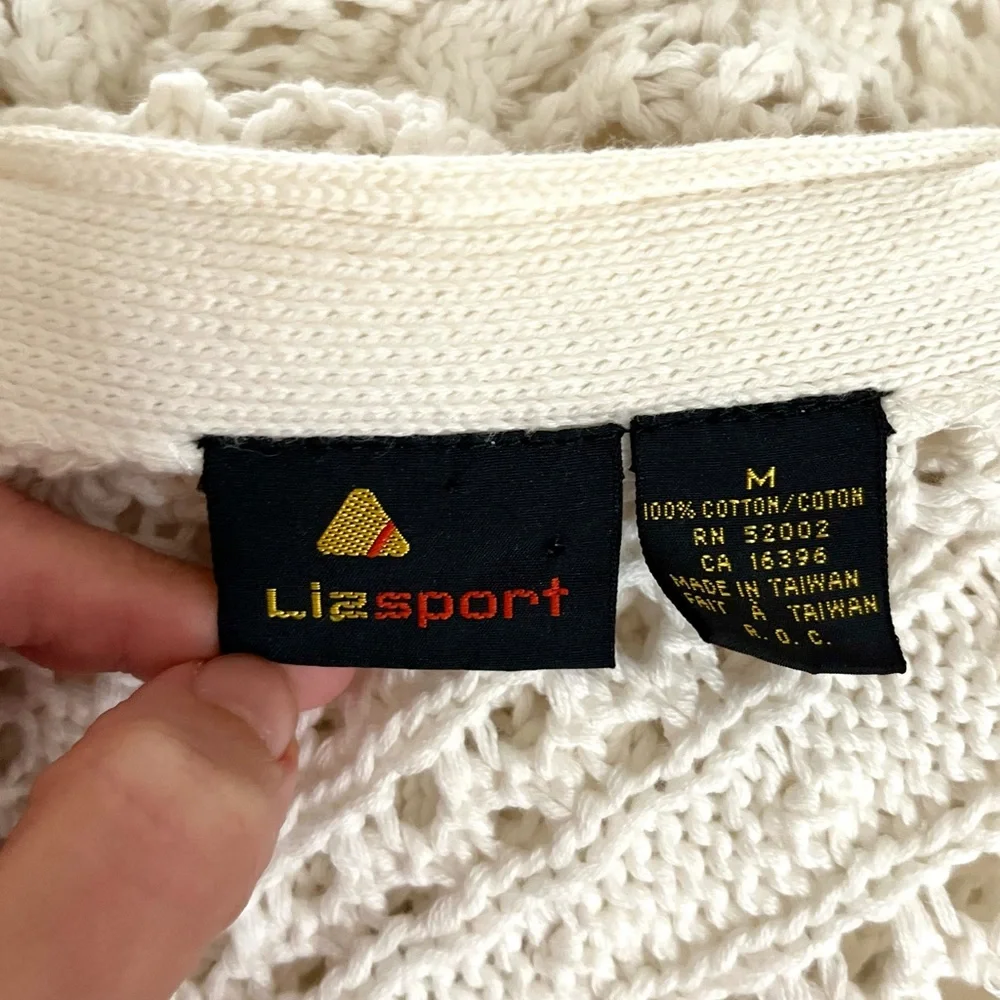 Lizsport
M
100% COTTON/COTON
RN 52002
CA 16396
MADE IN TAIWAN
FAIT À TAIWAN
R.O.C.